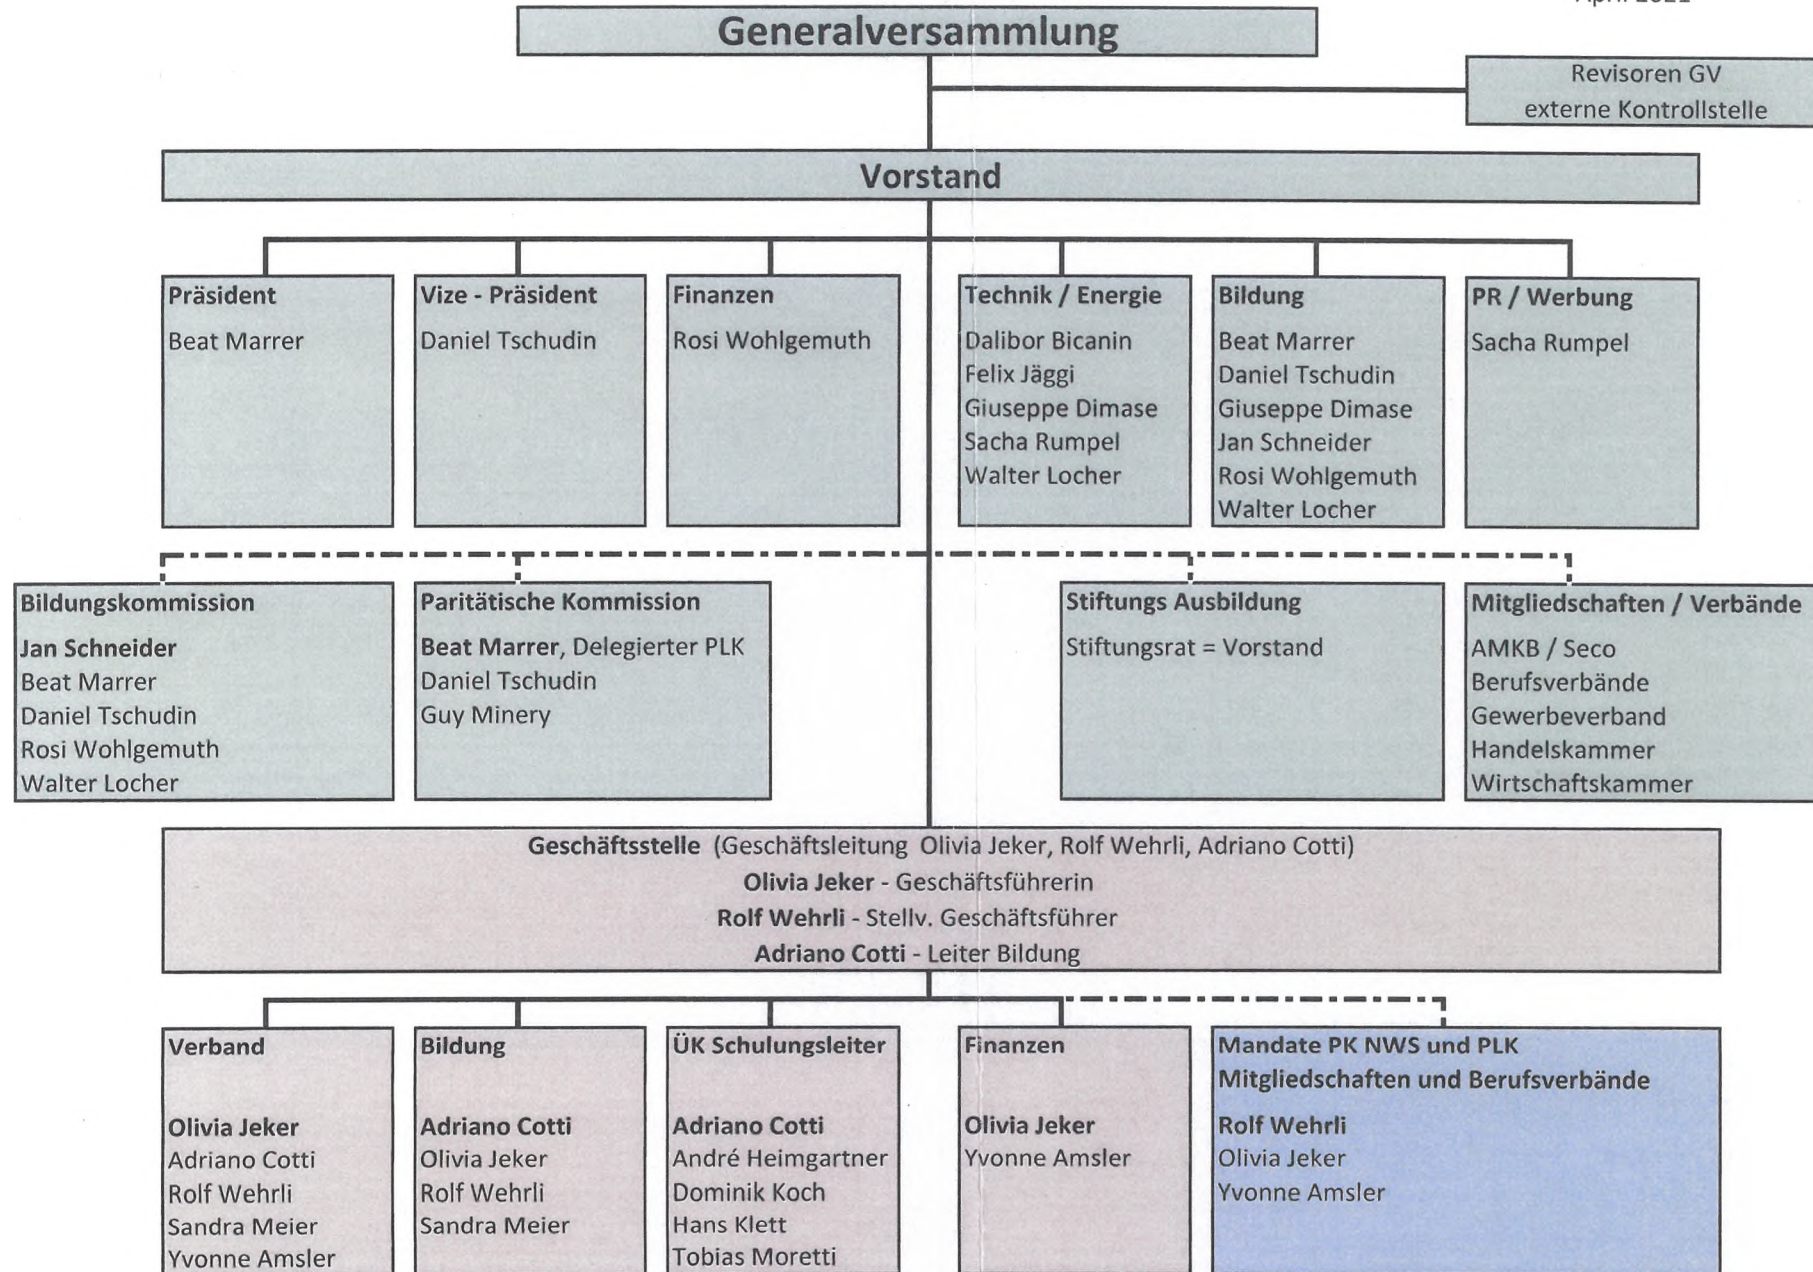 Generalversammlung
Revisoren GV
externe Kontrollstelle
Vorstand
Präsident
Beat Marrer
Vize - Präsident
Daniel Tschudin
Finanzen
Rosi Wohlgemuth
Technik / Energie
Dalibor Bicanin
Felix Jäggi
Giuseppe Dimase
Sacha Rumpel
Walter Locher
Bildung
Beat Marrer
Daniel Tschudin
Giuseppe Dimase
Jan Schneider
Rosi Wohlgemuth
Walter Locher
PR / Werbung
Sacha Rumpel
Bildungskommission
Jan Schneider
Beat Marrer
Daniel Tschudin
Rosi Wohlgemuth
Walter Locher
Paritätische Kommission
Beat Marrer, Delegierter PLK
Daniel Tschudin
Guy Minery
Stiftungs Ausbildung
Stiftungsrat = Vorstand
Mitgliedschaften / Verbände
AMKB / Seco
Berufsverbände
Gewerbeverband
Handelskammer
Wirtschaftskammer
Geschäftsstelle (Geschäftsleitung Olivia Jeker, Rolf Wehrli, Adriano Cotti)
Olivia Jeker - Geschäftsführerin
Rolf Wehrli - Stellv. Geschäftsführer
Adriano Cotti - Leiter Bildung
Verband
Olivia Jeker
Adriano Cotti
Rolf Wehrli
Sandra Meier
Yvonne Amsler
Bildung
Adriano Cotti
Olivia Jeker
Rolf Wehrli
Sandra Meier
ÜK Schulungsleiter
Adriano Cotti
André Heimgartner
Dominik Koch
Hans Klett
Tobias Moretti
Finanzen
Olivia Jeker
Yvonne Amsler
Mandate PK NWS und PLK
Mitgliedschaften und Berufsverbände
Rolf Wehrli
Olivia Jeker
Yvonne Amsler